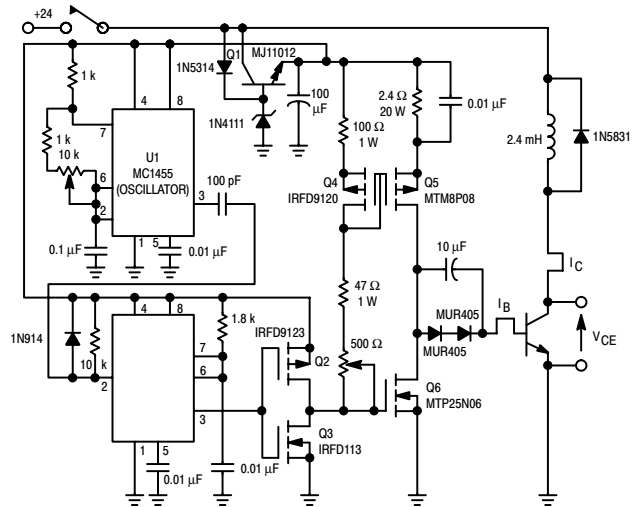 +24
1 k
1N5314
Q1
MJ11012
4
8
7
1 k
10 k
U1
MC1455
(OSCILLATOR)
6
2
3
1
5
100 pF
0.1 µF
0.01 µF
1N4111
100
µF
100 Ω
1 W
2.4 Ω
20 W
0.01 µF
2.4 mH
1N5831
Q4
IRFD9120
Q5
MTM8P08
10 µF
IC
47 Ω
1 W
MUR405
MUR405
IB
VCE
500 Ω
1N914
10 k
4
8
1.8 k
7
6
2
3
1
5
0.01 µF
0.01 µF
IRFD9123
Q2
Q3
IRFD113
Q6
MTP25N06